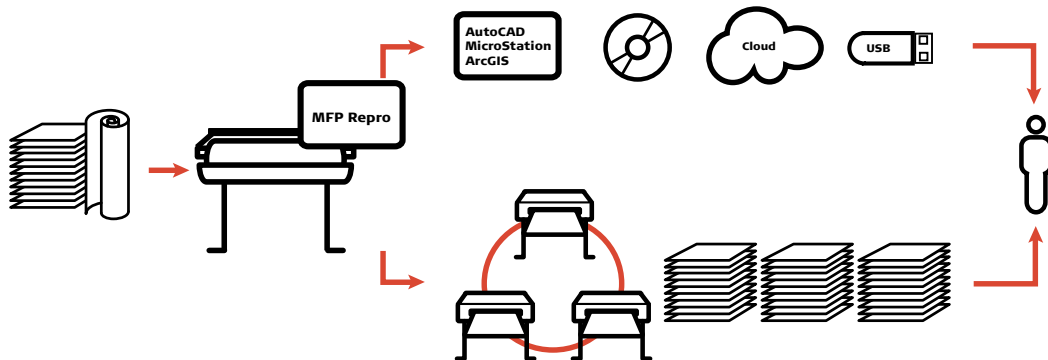 AutoCAD
MicroStation
ArcGIS
Cloud
USB
MFP Repro